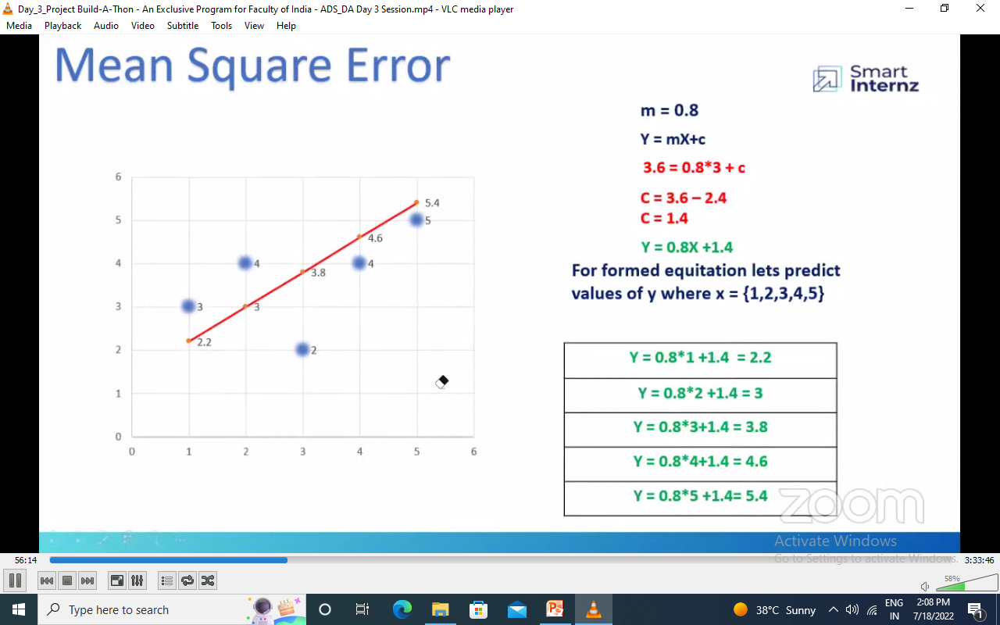 Day_3_Project Build-A-Thon - An Exclusive Program for Faculty of India - ADS_DA Day 3 Session.mp4 - VLC media player
Media Playback Audio Video Subtitle Tools View Help
Mean Square Error
Smart
Internz
m = 0.8
Y = mX+c
3.6 = 0.8*3 + c
C = 3.6 – 2.4
C = 1.4
Y = 0.8X +1.4
For formed equitation lets predict
values of y where x = {1,2,3,4,5}
6
5
4
3
2
1
0
0 1 2 3 4 5 6
5.4
5
4.6
4
4
3.8
3
3
2.2
2
Y = 0.8*1 +1.4 = 2.2
Y = 0.8*2 +1.4 = 3
Y = 0.8*3+1.4 = 3.8
Y = 0.8*4+1.4 = 4.6
Y = 0.8*5 +1.4= 5.4
zoom
Activate Windows
Go to Settings to activate Windows.
56:14
3:33:46
58%
Type here to search
38°C Sunny
ENG
IN
2:08 PM
7/18/2022
1